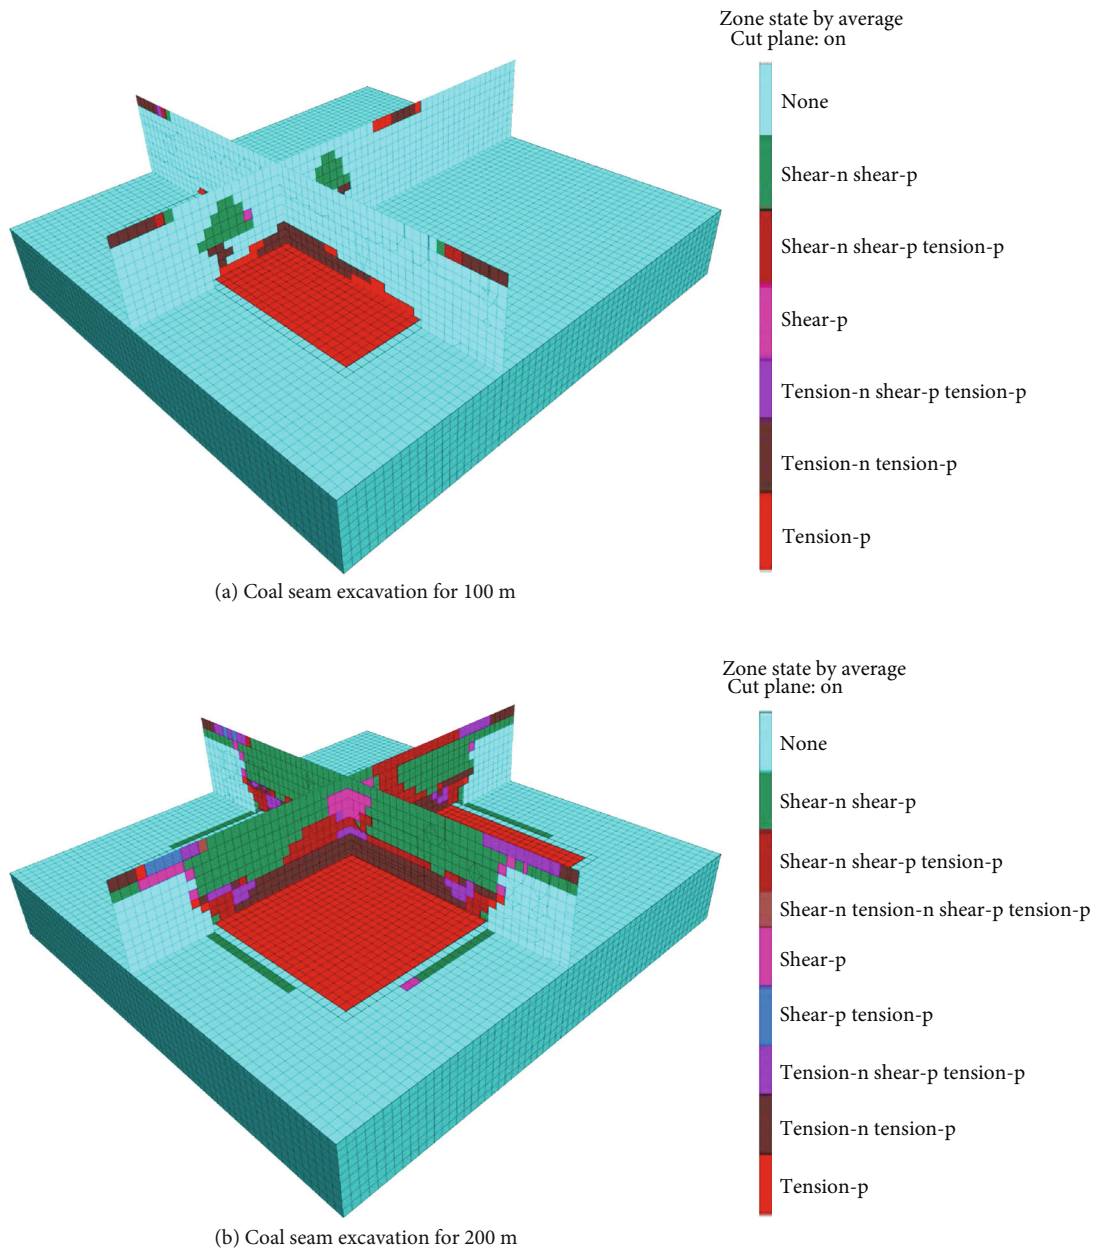 Zone state by average
Cut plane: on
None
Shear-n shear-p
Shear-n shear-p tension-p
Shear-p
Tension-n shear-p tension-p
Tension-n tension-p
Tension-p
(a) Coal seam excavation for 100 m
Zone state by average
Cut plane: on
None
Shear-n shear-p
Shear-n shear-p tension-p
Shear-n tension-n shear-p tension-p
Shear-p
Shear-p tension-p
Tension-n shear-p tension-p
Tension-n tension-p
Tension-p
(b) Coal seam excavation for 200 m